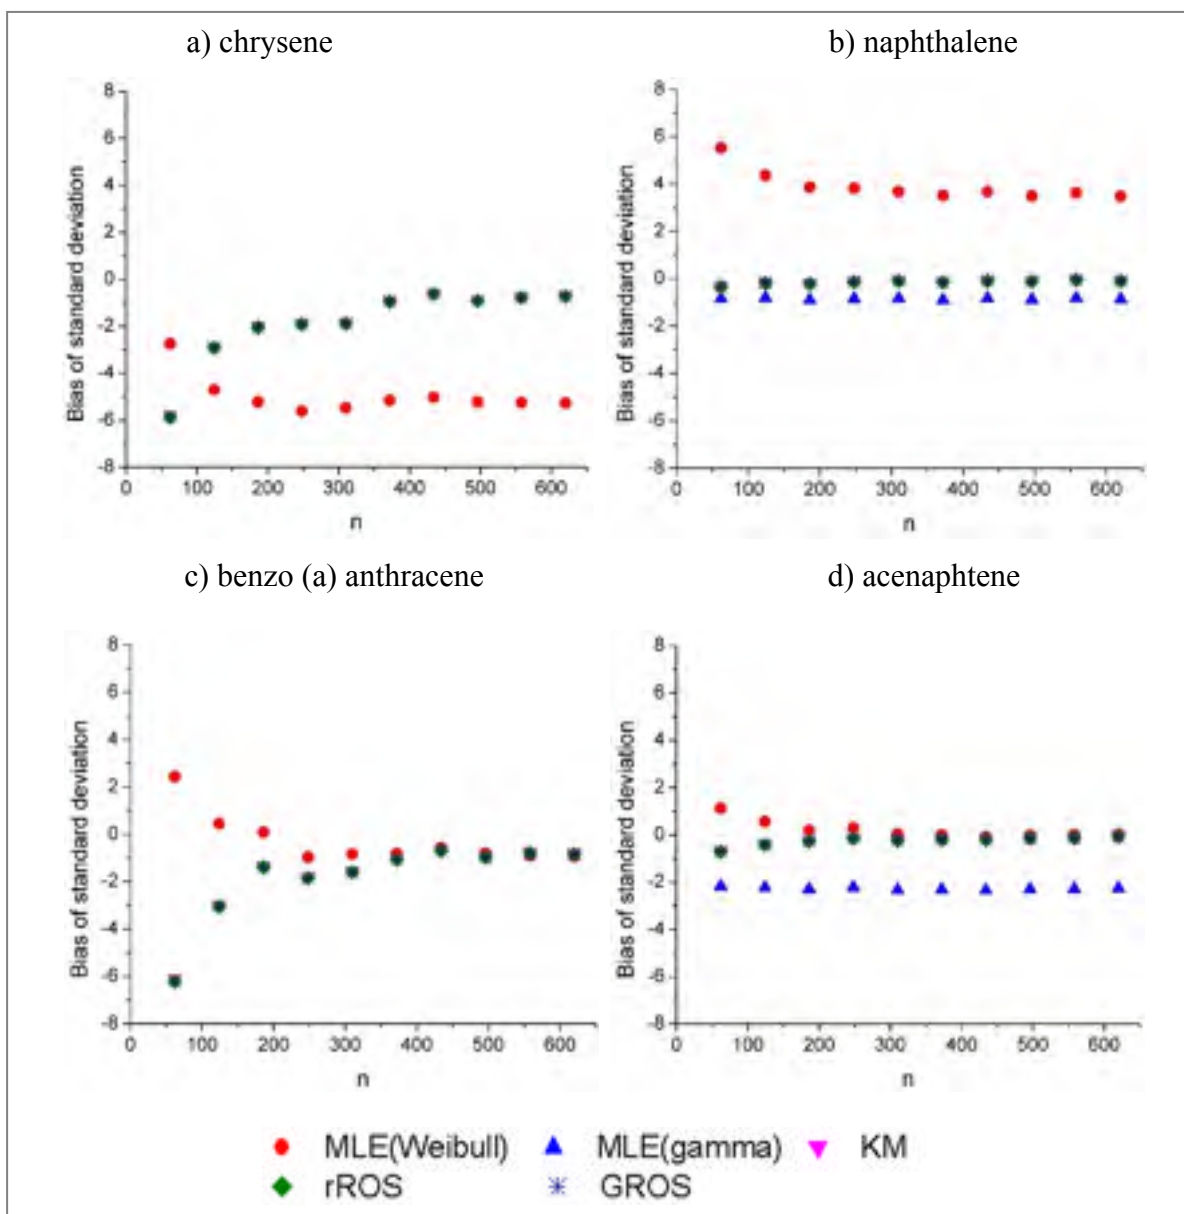 a) chrysene
b) naphthalene
8
6
4
2
0
-2
-4
-6
-8
Bias of standard deviation
0 100 200 300 400 500 600
n
8
6
4
2
0
-2
-4
-6
-8
Bias of standard deviation
0 100 200 300 400 500 600
n
c) benzo (a) anthracene
d) acenaphtene
8
6
4
2
0
-2
-4
-6
-8
Bias of standard deviation
0 100 200 300 400 500 600
n
8
6
4
2
0
-2
-4
-6
-8
Bias of standard deviation
0 100 200 300 400 500 600
n
MLE(Weibull) MLE(gamma) KM
rROS GROS